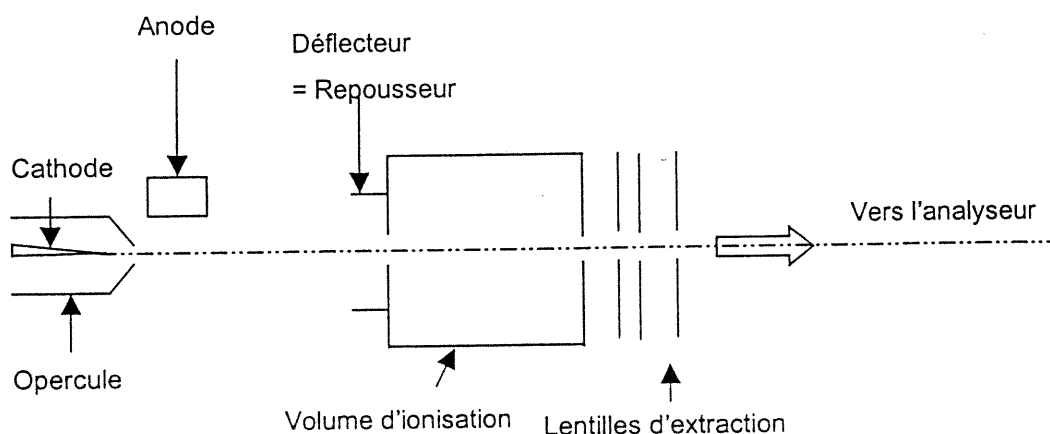 Anode
Déflecteur
= Repousseur
Cathode
Vers l'analyseur
Opercule
Volume d'ionisation
Lentilles d'extraction